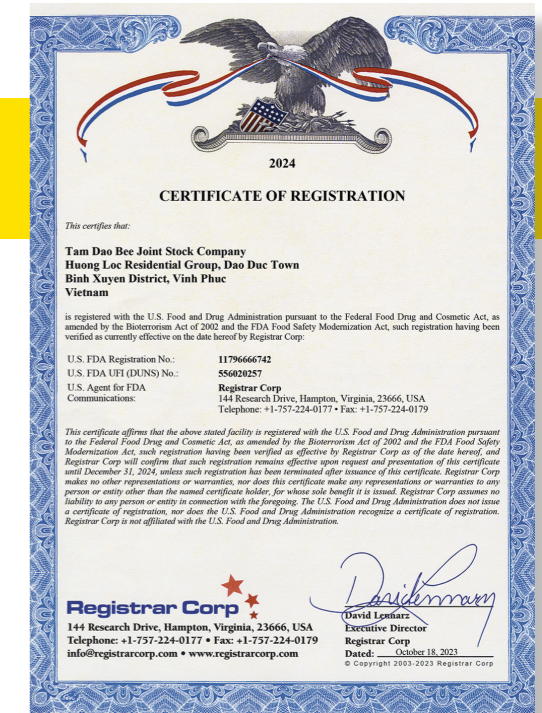 2024
CERTIFICATE OF REGISTRATION
This certifies that:
Tam Dao Bee Joint Stock Company
Huong Loc Residential Group, Dao Duc Town
Binh Xuyen District, Vinh Phuc
Vietnam
is registered with the U.S. Food and Drug Administration pursuant to the Federal Food Drug and Cosmetic Act, as
amended by the Bioterrorism Act of 2002 and the FDA Food Safety Modernization Act, such registration having been
verified as currently effective on the date hereof by Registrar Corp:
U.S. FDA Registration No.: 11796666742
U.S. FDA UFI (DUNS) No.: 556020257
U.S. Agent for FDA Registrar Corp
Communications: 144 Research Drive, Hampton, Virginia, 23666, USA
Telephone: +1-757-224-0177 • Fax: +1-757-224-0179
This certificate affirms that the above stated facility is registered with the U.S. Food and Drug Administration pursuant
to the Federal Food Drug and Cosmetic Act, as amended by the Bioterrorism Act of 2002 and the FDA Food Safety
Modernization Act, such registration having been verified as effective by Registrar Corp as of the date hereof, and
Registrar Corp will confirm that such registration remains effective upon request and presentation of this certificate
until December 31, 2024, unless such registration has been terminated after issuance of this certificate. Registrar Corp
makes no other representations or warranties, nor does this certificate make any representations or warranties to any
person or entity other than the named certificate holder, for whose sole benefit it is issued. Registrar Corp assumes no
liability to any person or entity in connection with the foregoing. The U.S. Food and Drug Administration does not issue
a certificate of registration, nor does the U.S. Food and Drug Administration recognize a certificate of registration.
Registrar Corp is not affiliated with the U.S. Food and Drug Administration.
Registrar Corp
144 Research Drive, Hampton, Virginia, 23666, USA
Telephone: +1-757-224-0177 • Fax: +1-757-224-0179
info@registrarcorp.com • www.registrarcorp.com
David Lennarz
Executive Director
Registrar Corp
Dated: October 18, 2023
© Copyright 2003-2023 Registrar Corp